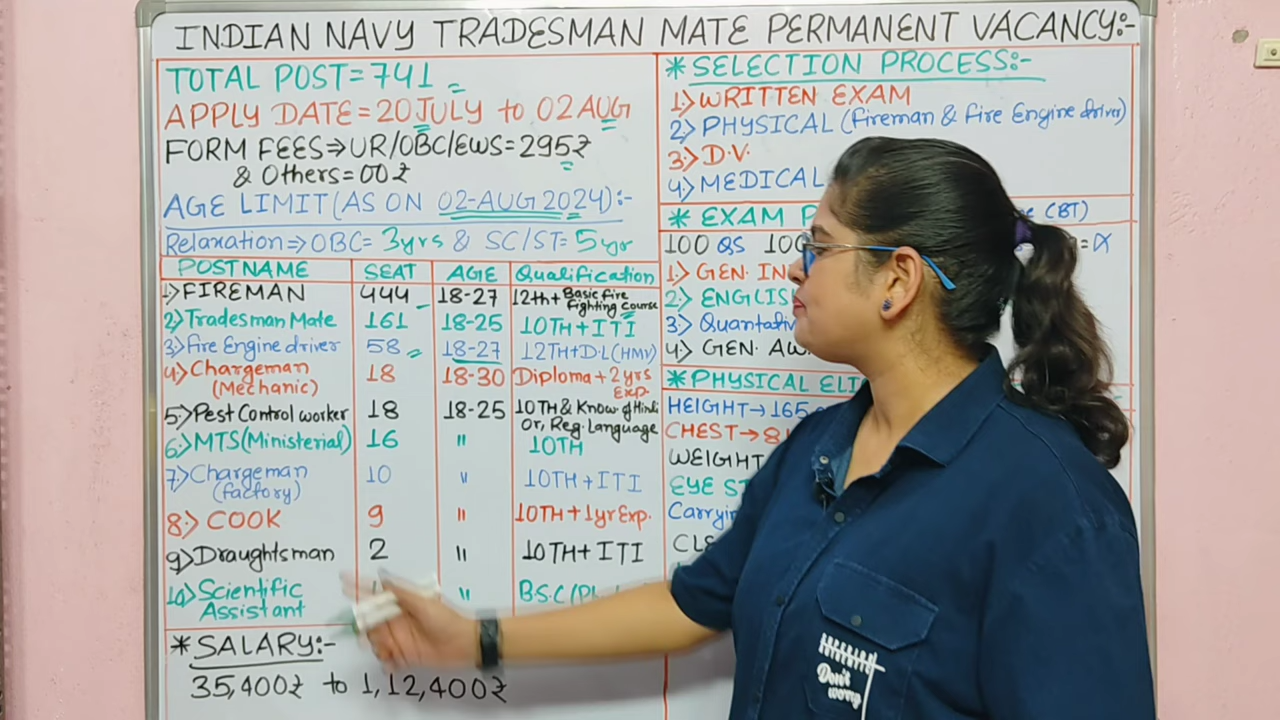 INDIAN NAVY TRADESMAN MATE PERMANENT VACANCY:-
TOTAL POST=741
APPLY DATE=20 JULY to 02 AUG
FORM FEES⇒UR/OBC/EWS=295₹
& Others=00₹
AGE LIMIT(AS ON 02-AUG 2024):-
Relaxation⇒OBC=3yrs & SC/ST=5yr
POSTNAME SEAT AGE Qualification
1>FIREMAN 444 18-27 12th+Basic fire Fighting Course
2>Tradesman Mate 161 18-25 10TH+ITI
3>Fire Engine driver 58 18-27 12TH+D.L(HMV)
4>Chargeman (Mechanic) 18 18-30 Diploma+2yrs Exp.
5>Pest Control worker 18 18-25 10TH & Know. of Hindi Or, Reg. Language
6>MTS(Ministerial) 16 " 10TH
7>Chargeman (factory) 10 " 10TH+ITI
8>COOK 9 " 10TH+1yr Exp.
9>Draughtsman 2 " 10TH+ITI
10>Scientific Assistant " B.S.C
*SALARY:-
35,400₹ to 1,12,400₹
*SELECTION PROCESS:-
1>WRITTEN EXAM
2>PHYSICAL (fireman & Fire Engine driver)
3>D.V.
4>MEDICAL
*EXAM (CBT)
100 QS
1>GEN.
2>
3>
4>GEN.
*PHYSICAL
HEIGHT→165
CHEST→
WEIGHT
EYE
Don't worry